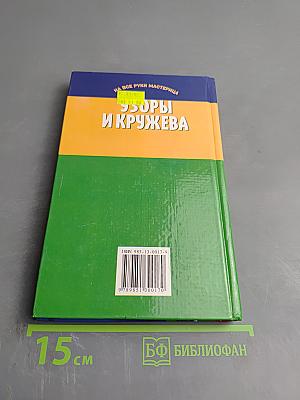 НА ВСЕ РУКИ МАСТЕРИЦА
УЗОРЫ
И КРУЖЕВА
15 см
БФ БИБЛИОФАН